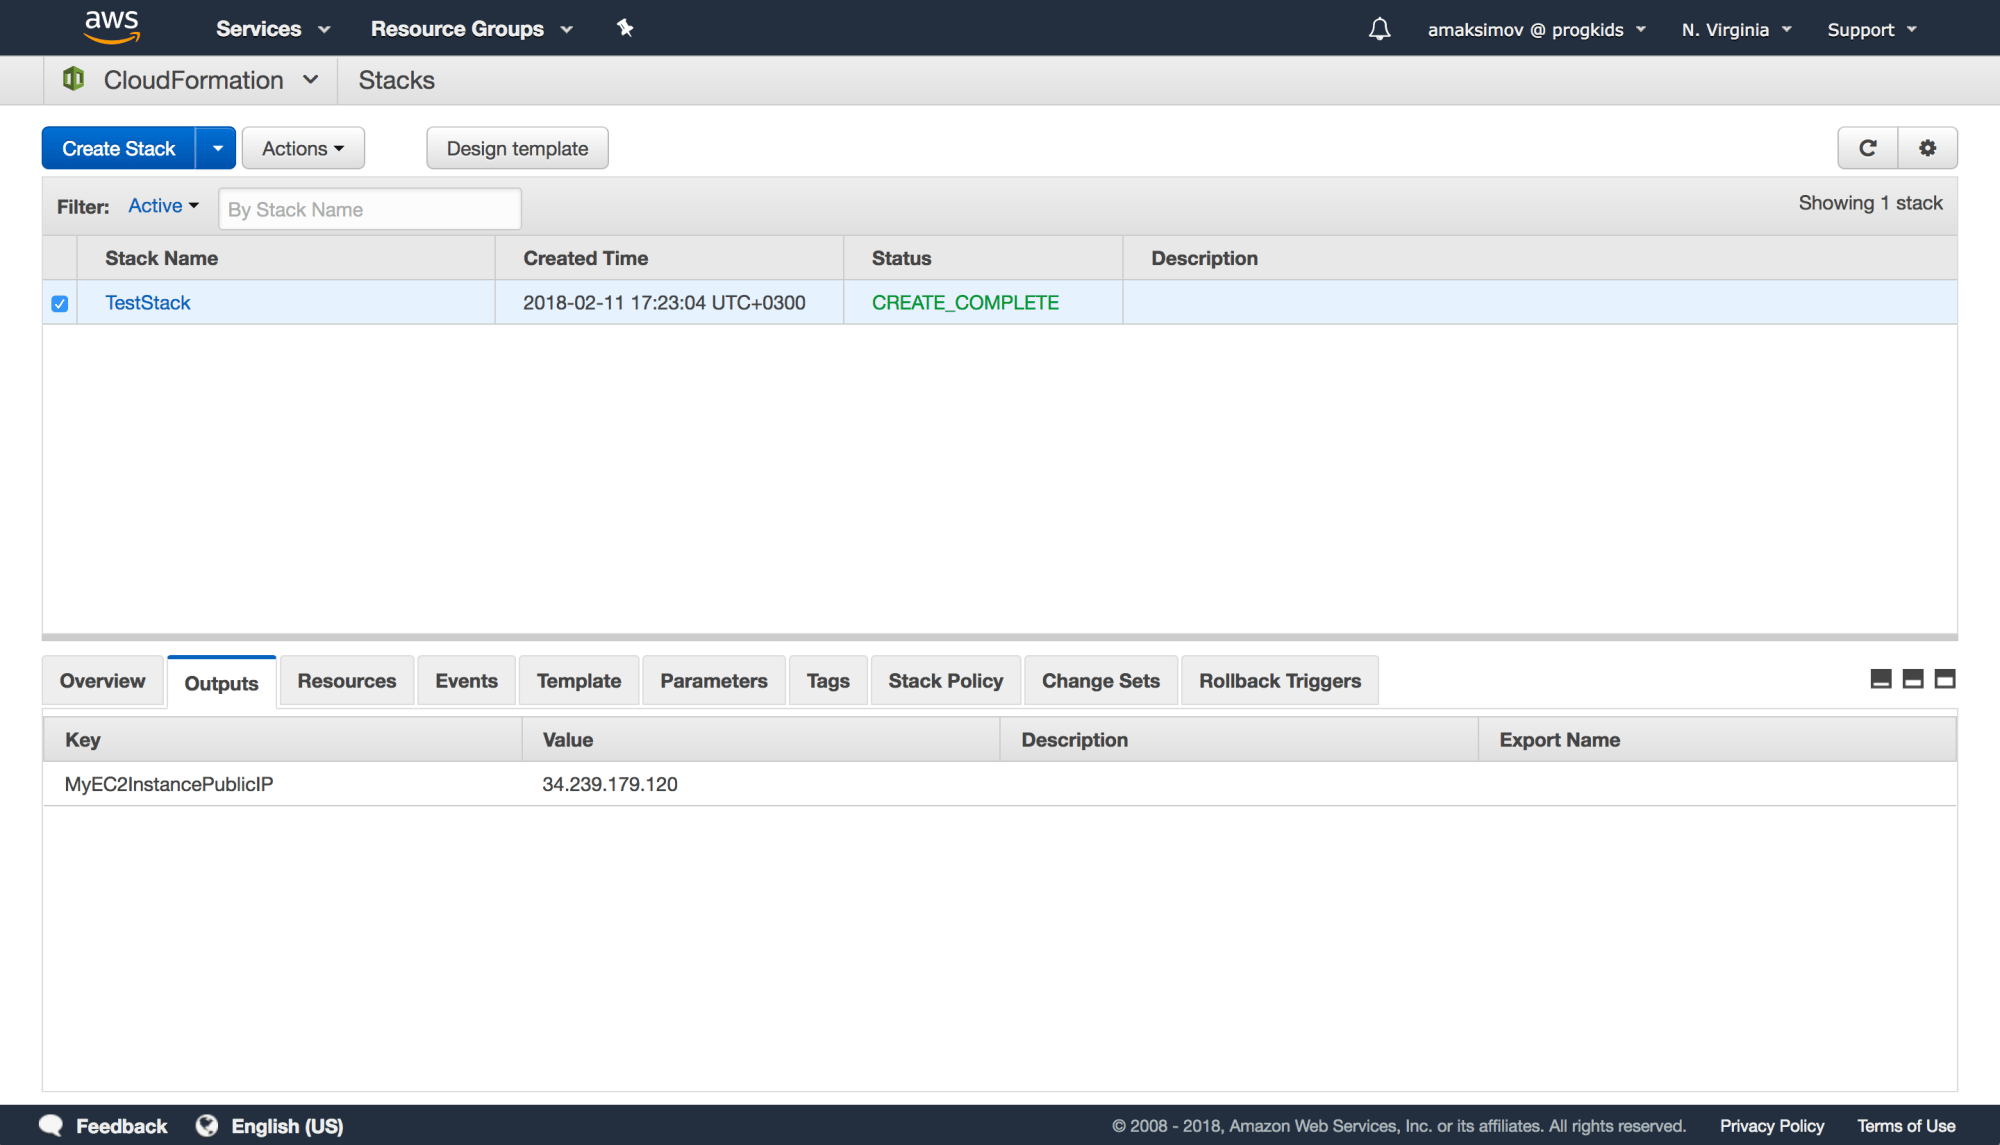 aws Services Resource Groups amaksimov @ progkids N. Virginia Support
CloudFormation Stacks
Create Stack Actions Design template
Filter: Active By Stack Name Showing 1 stack
Stack Name Created Time Status Description
TestStack 2018-02-11 17:23:04 UTC+0300 CREATE_COMPLETE
Overview Outputs Resources Events Template Parameters Tags Stack Policy Change Sets Rollback Triggers
Key Value Description Export Name
MyEC2InstancePublicIP 34.239.179.120
Feedback English (US) © 2008 - 2018, Amazon Web Services, Inc. or its affiliates. All rights reserved. Privacy Policy Terms of Use